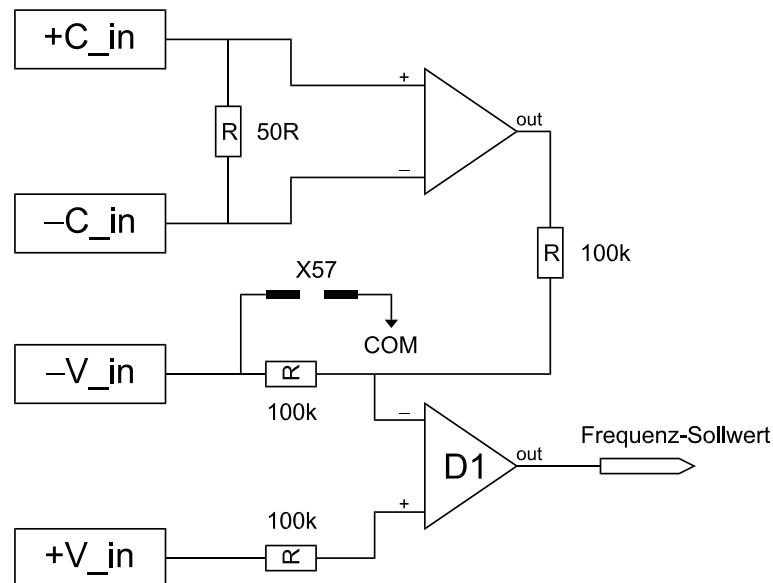 +C_in
+
out
R 50R
–
–C_in
R 100k
X57
COM
–V_in
R
100k
–
D1
out
Frequenz-Sollwert
100k
+
+V_in
R